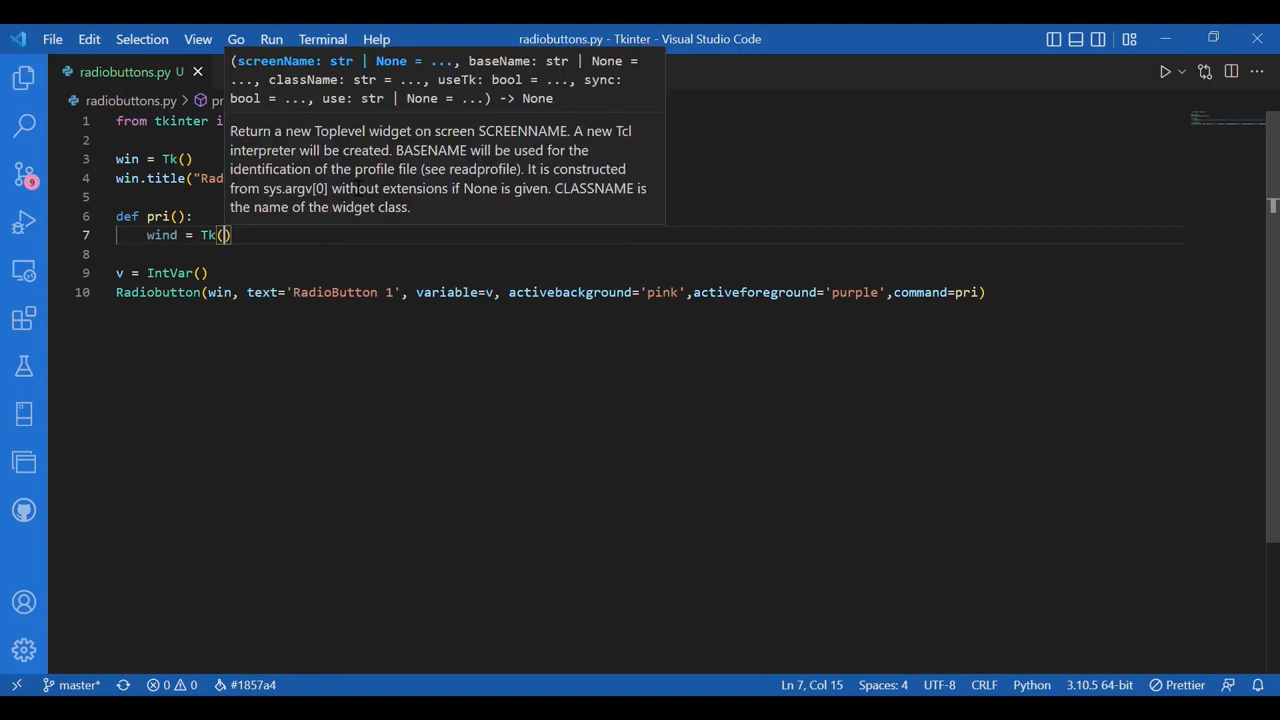 File Edit Selection View Go Run Terminal Help radiobuttons.py - Tkinter - Visual Studio Code
radiobuttons.py U
radiobuttons.py > pr
(screenName: str | None = ..., baseName: str | None =
..., className: str = ..., useTk: bool = ..., sync:
bool = ..., use: str | None = ...) -> None
Return a new Toplevel widget on screen SCREENNAME. A new Tcl
interpreter will be created. BASENAME will be used for the
identification of the profile file (see readprofile). It is constructed
from sys.argv[0] without extensions if None is given. CLASSNAME is
the name of the widget class.
1 from tkinter i
2
3 win = Tk()
4 win.title("Rad
5
6 def pri():
7 wind = Tk()
8
9 v = IntVar()
10 Radiobutton(win, text='RadioButton 1', variable=v, activebackground='pink',activeforeground='purple',command=pri)
9
master* 0 0 #1857a4 Ln 7, Col 15 Spaces: 4 UTF-8 CRLF Python 3.10.5 64-bit Prettier